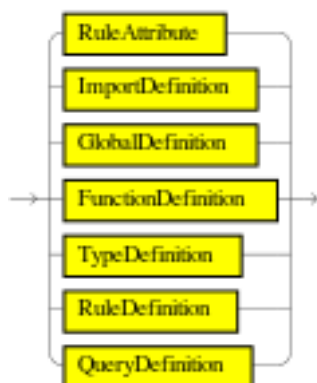 RuleAttribute
ImportDefinition
GlobalDefinition
FunctionDefinition
TypeDefinition
RuleDefinition
QueryDefinition